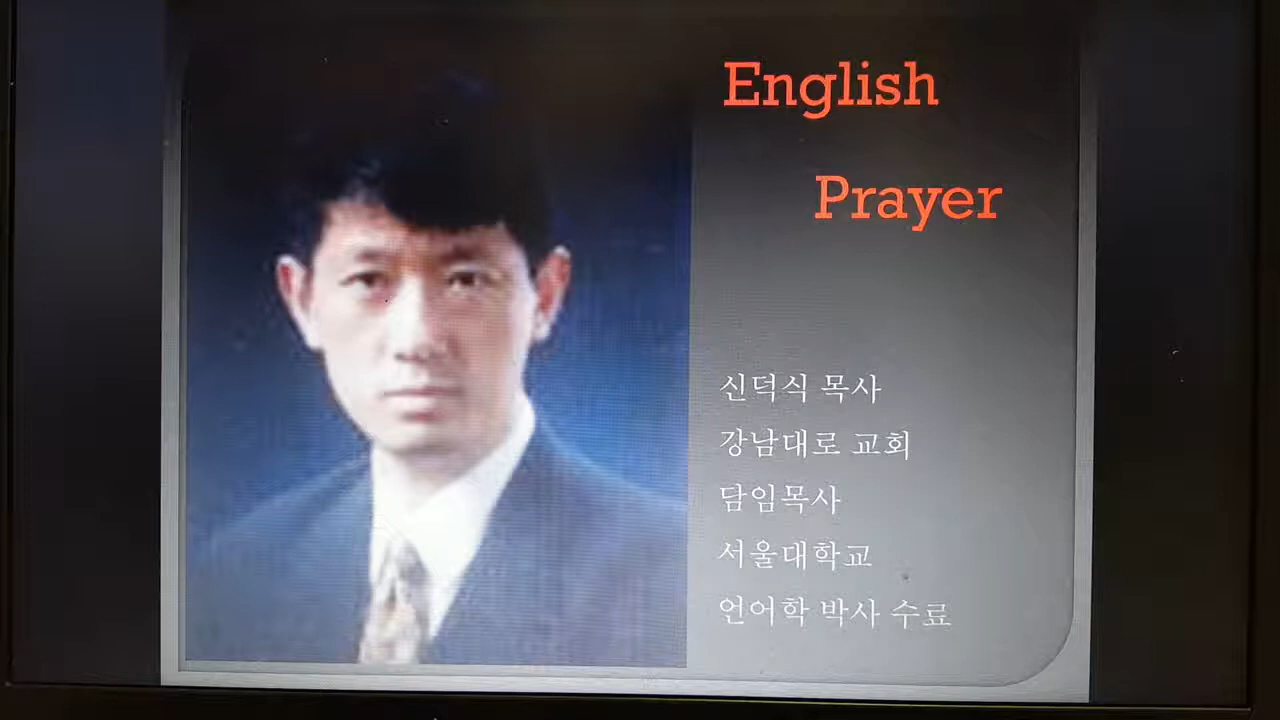 English
Prayer
신덕식 목사
강남대로 교회
담임목사
서울대학교
언어학 박사 수료